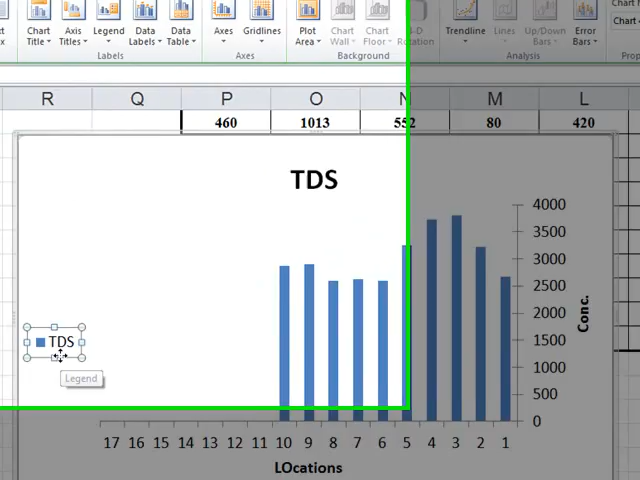 Chart
Title
Axis
Titles
Legend
Data
Labels
Data
Table
Axes
Gridlines
Plot
Area
Chart
Wall
Chart
Floor
Rotation
Trendline
Lines
Up/Down
Bars
Error
Bars
Chart
Labels
Axes
Background
Analysis
R Q P O N M L
460 1013 552 80 420
TDS
4000
3500
3000
2500
2000
1500
1000
500
0
Conc.
TDS
Legend
17 16 15 14 13 12 11 10 9 8 7 6 5 4 3 2 1
LOcations